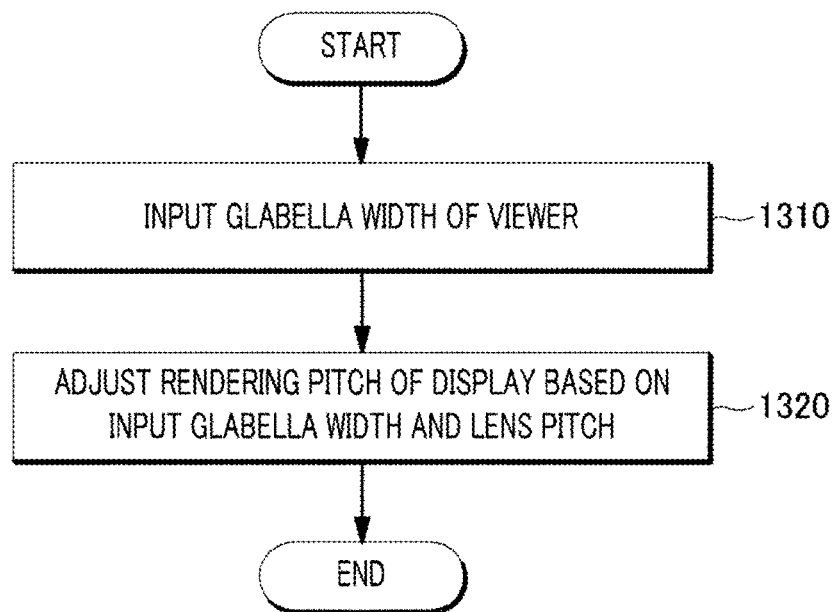 START
INPUT GLABELLA WIDTH OF VIEWER
1310
ADJUST RENDERING PITCH OF DISPLAY BASED ON
INPUT GLABELLA WIDTH AND LENS PITCH
1320
END